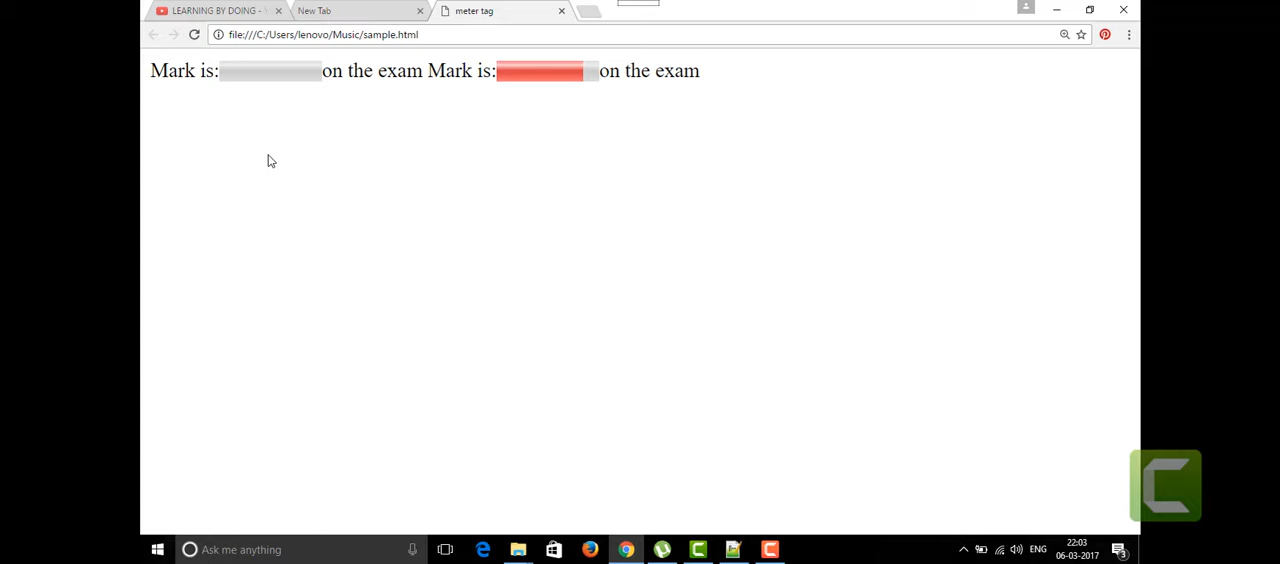 LEARNING BY DOING -
New Tab
meter tag
file:///C:/Users/lenovo/Music/sample.html
Mark is: on the exam Mark is: on the exam
Ask me anything
ENG
22:03
06-03-2017
3